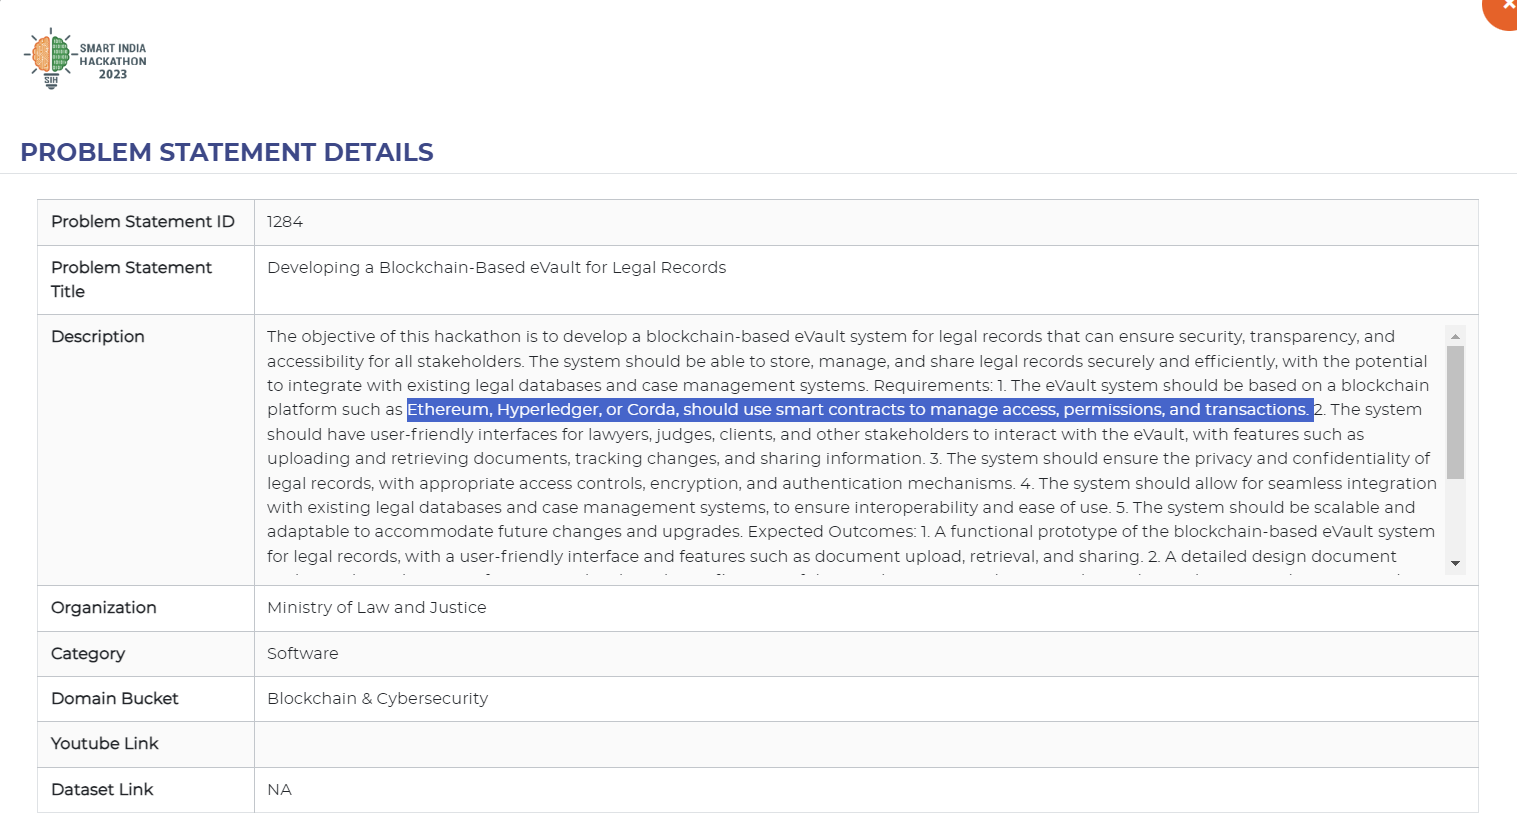 SMART INDIA
HACKATHON
2023
SIH
PROBLEM STATEMENT DETAILS
Problem Statement ID
1284
Problem Statement
Title
Developing a Blockchain-Based eVault for Legal Records
Description
The objective of this hackathon is to develop a blockchain-based eVault system for legal records that can ensure security, transparency, and
accessibility for all stakeholders. The system should be able to store, manage, and share legal records securely and efficiently, with the potential
to integrate with existing legal databases and case management systems. Requirements: 1. The eVault system should be based on a blockchain
platform such as Ethereum, Hyperledger, or Corda, should use smart contracts to manage access, permissions, and transactions. 2. The system
should have user-friendly interfaces for lawyers, judges, clients, and other stakeholders to interact with the eVault, with features such as
uploading and retrieving documents, tracking changes, and sharing information. 3. The system should ensure the privacy and confidentiality of
legal records, with appropriate access controls, encryption, and authentication mechanisms. 4. The system should allow for seamless integration
with existing legal databases and case management systems, to ensure interoperability and ease of use. 5. The system should be scalable and
adaptable to accommodate future changes and upgrades. Expected Outcomes: 1. A functional prototype of the blockchain-based eVault system
for legal records, with a user-friendly interface and features such as document upload, retrieval, and sharing. 2. A detailed design document
Organization
Ministry of Law and Justice
Category
Software
Domain Bucket
Blockchain & Cybersecurity
Youtube Link
Dataset Link
NA